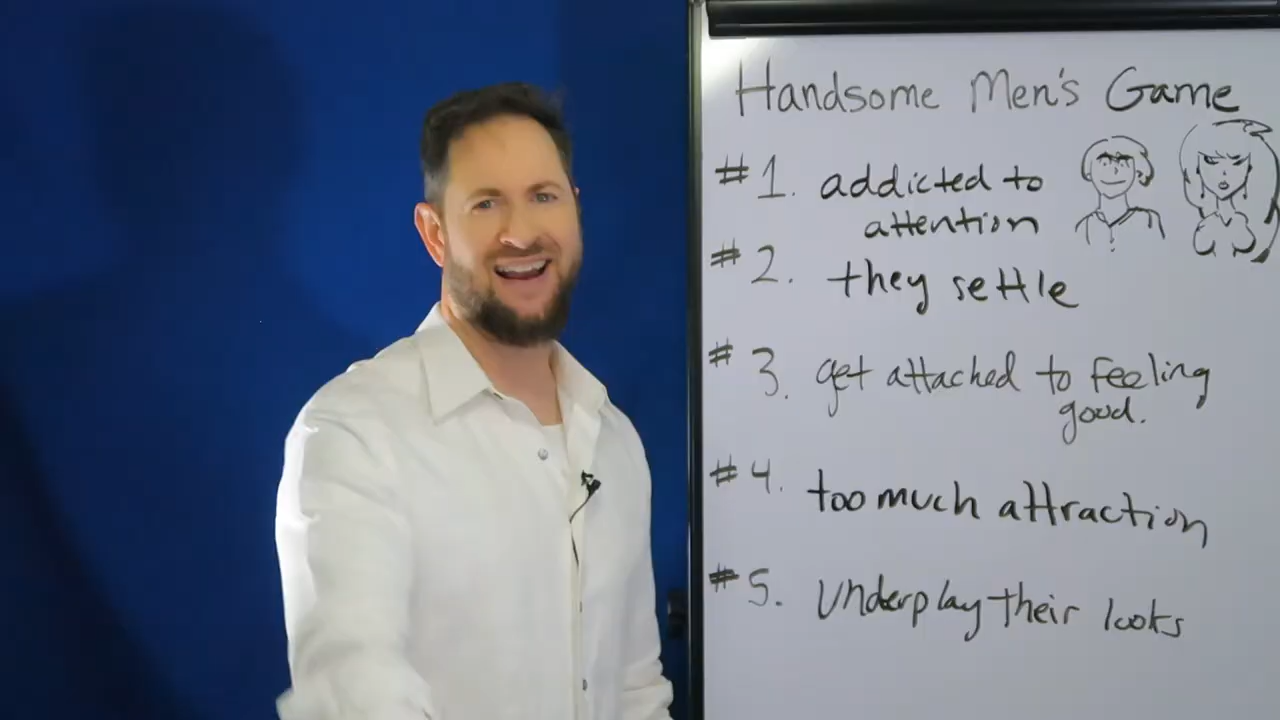 Handsome Men's Game
#1. addicted to
attention
#2. they settle
#3. get attached to feeling
good.
#4. too much attraction
#5. Underplay their looks